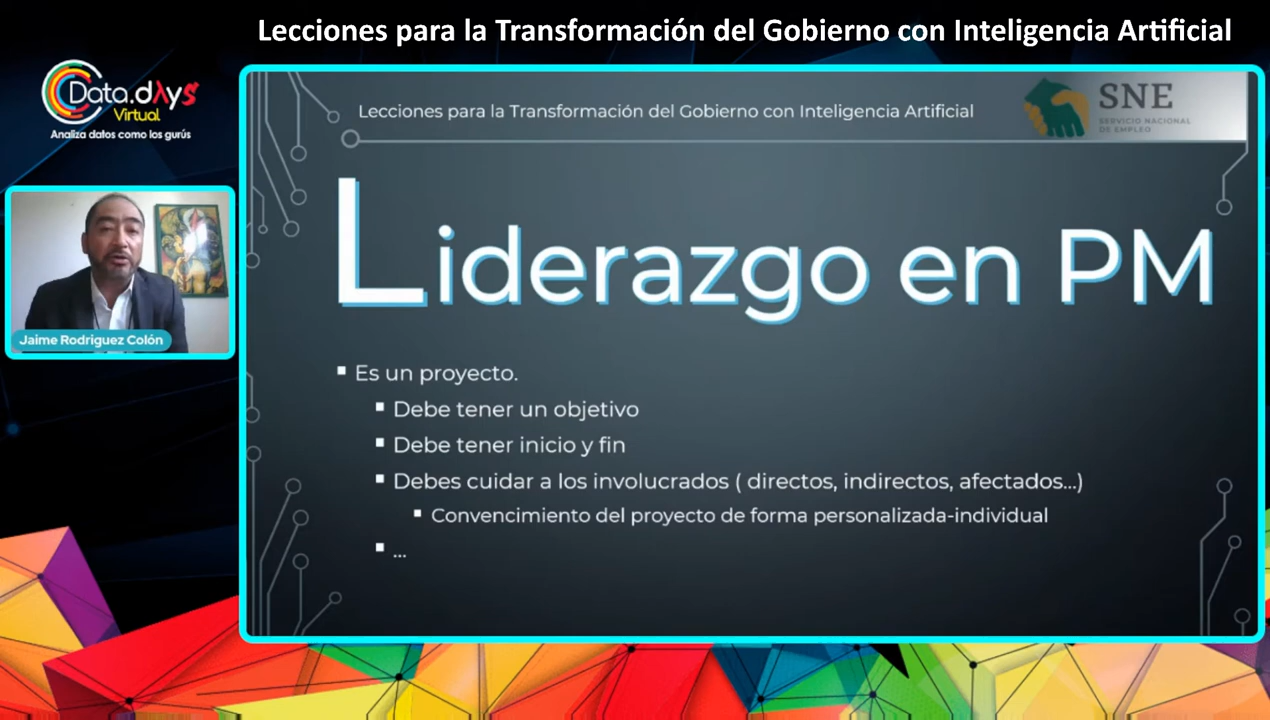 Lecciones para la Transformación del Gobierno con Inteligencia Artificial
Data.dλys
Virtual
Analiza datos como los gurús
Jaime Rodriguez Colón
Lecciones para la Transformación del Gobierno con Inteligencia Artificial
SNE
SERVICIO NACIONAL
DE EMPLEO
Liderazgo en PM
▪ Es un proyecto.
▪ Debe tener un objetivo
▪ Debe tener inicio y fin
▪ Debes cuidar a los involucrados ( directos, indirectos, afectados...)
▪ Convencimiento del proyecto de forma personalizada-individual
▪ ...